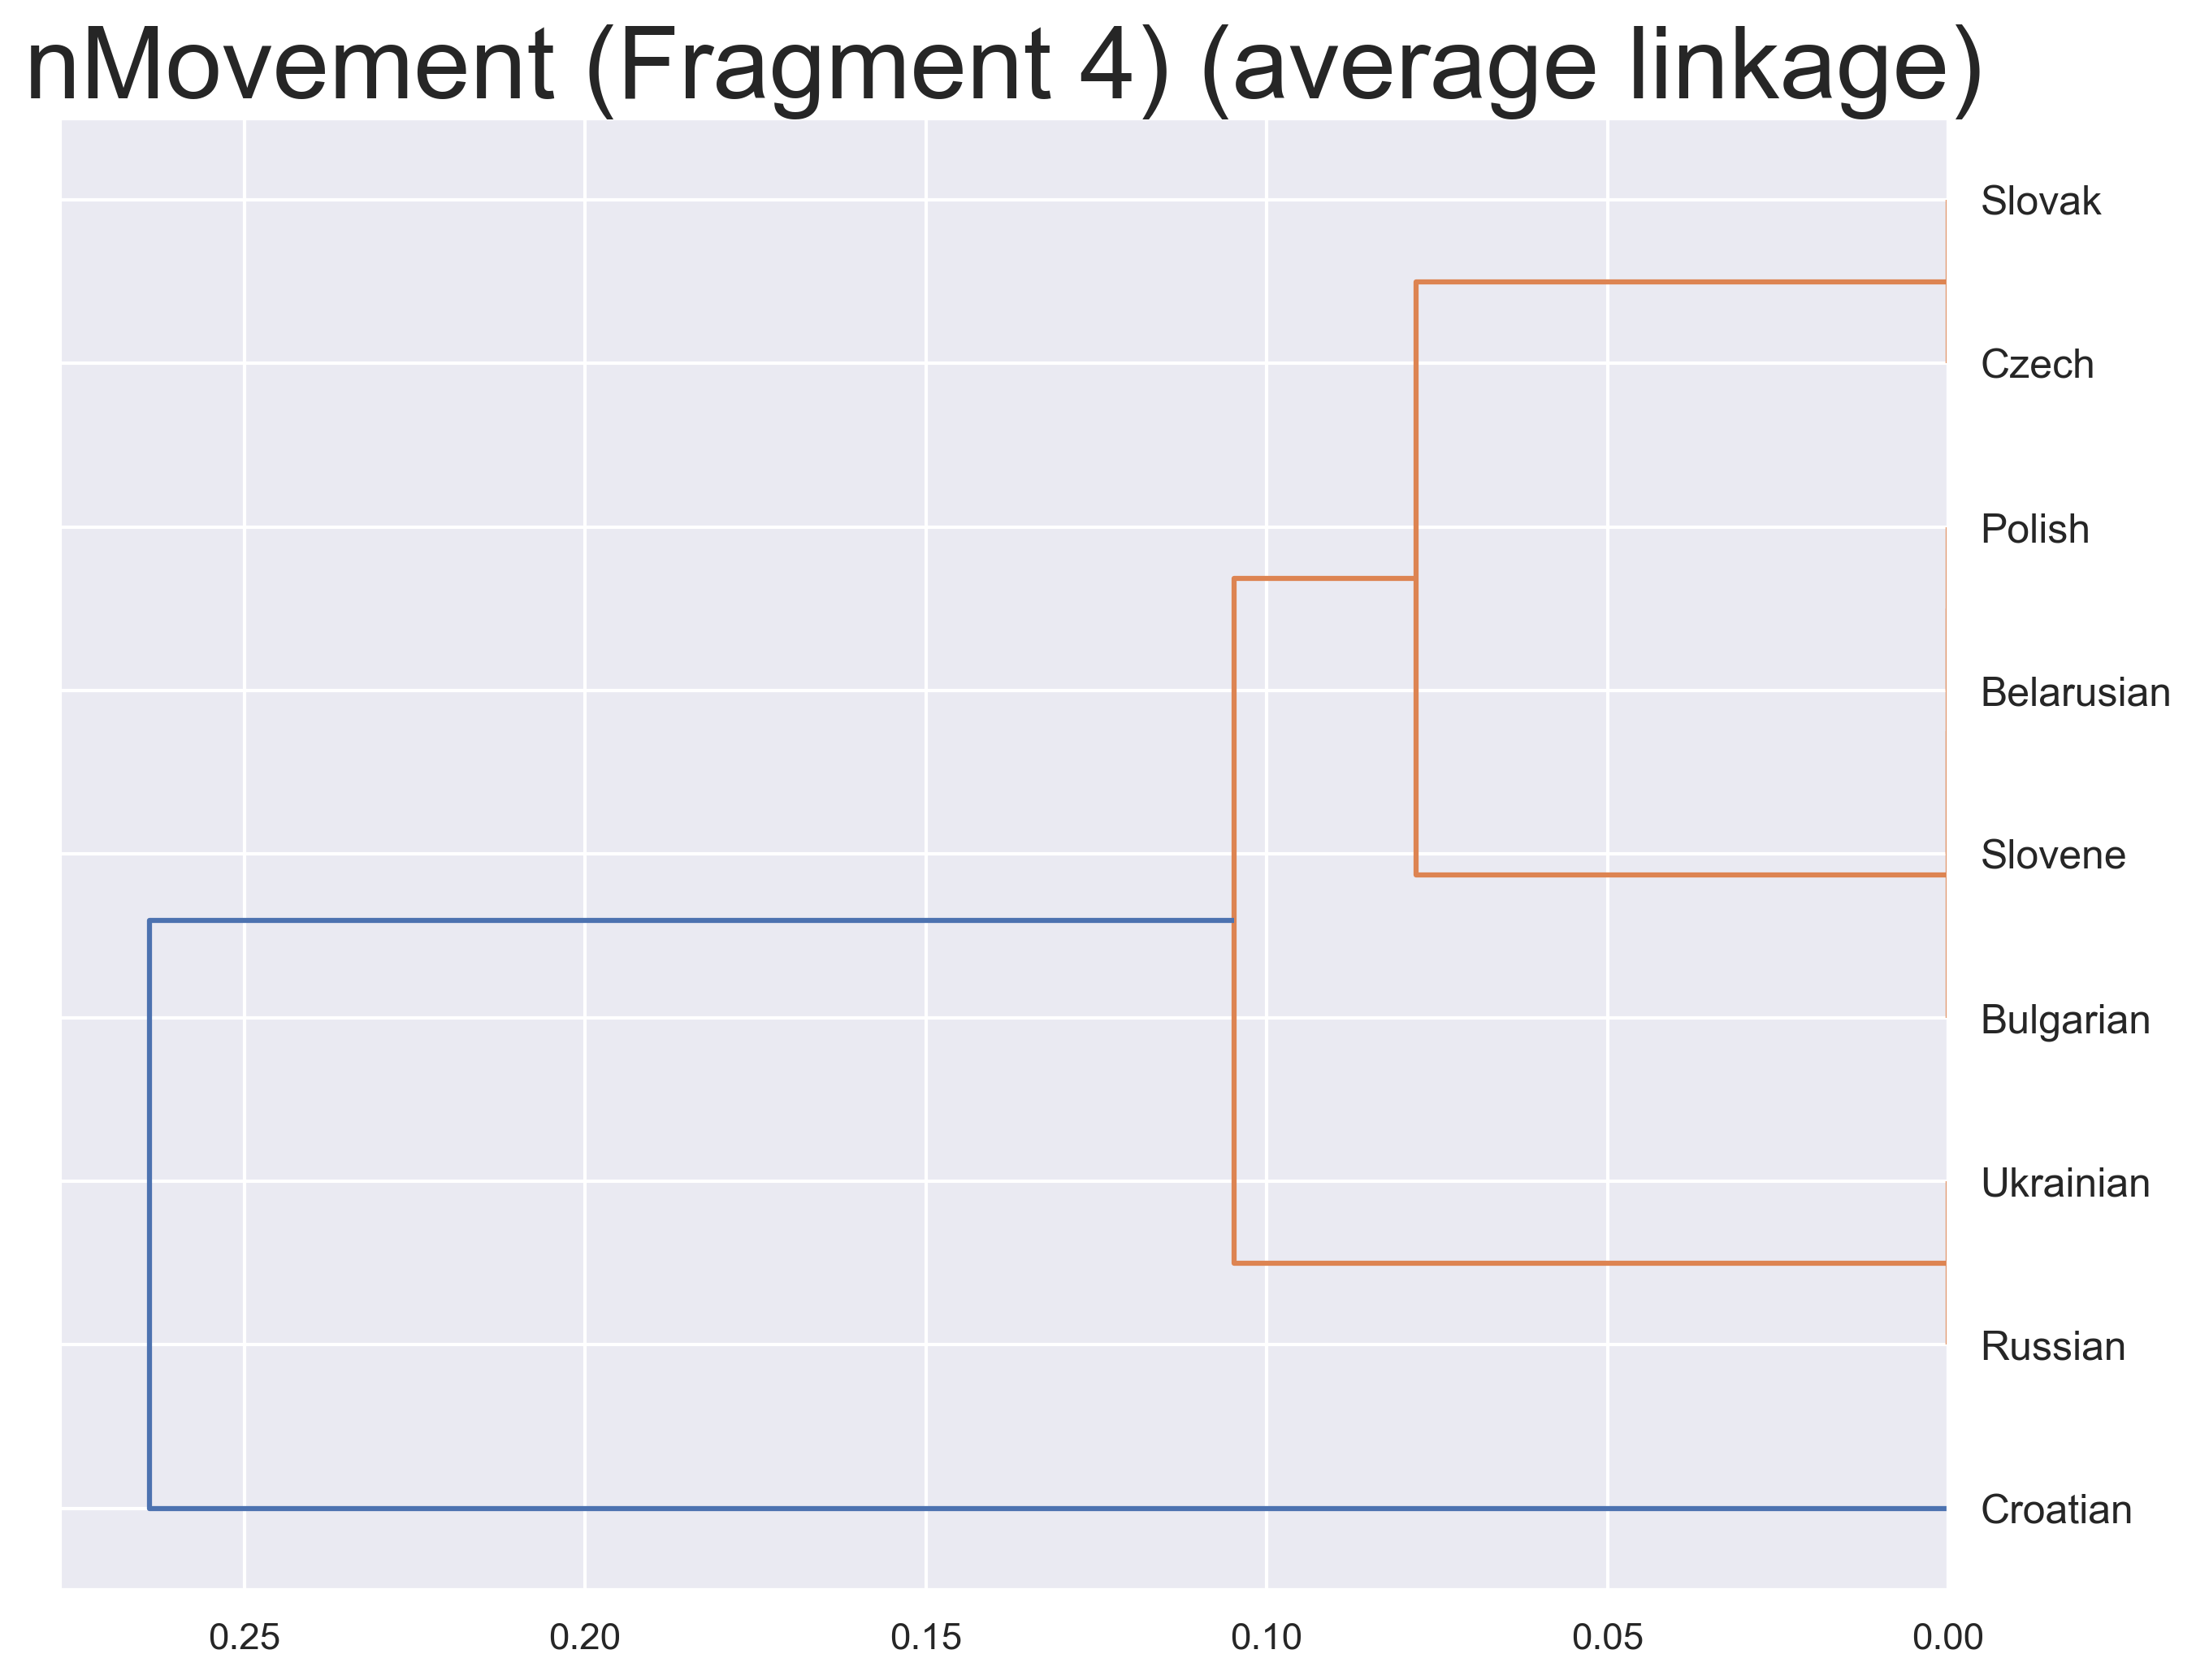 nMovement (Fragment 4) (average linkage)
Slovak
Czech
Polish
Belarusian
Slovene
Bulgarian
Ukrainian
Russian
Croatian
0.25 0.20 0.15 0.10 0.05 0.00